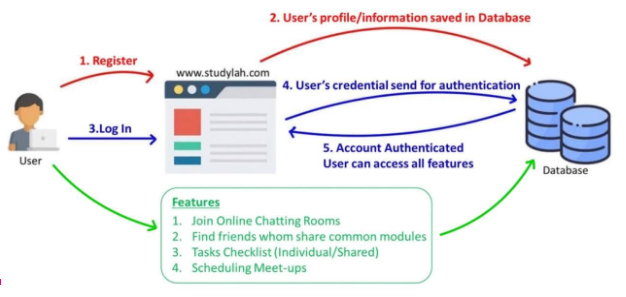 2. User's profile/information saved in Database
1. Register
www.studylah.com
4. User's credential send for authentication
3.Log In
5. Account Authenticated
User can access all features
User
Database
Features
1. Join Online Chatting Rooms
2. Find friends whom share common modules
3. Tasks Checklist (Individual/Shared)
4. Scheduling Meet-ups